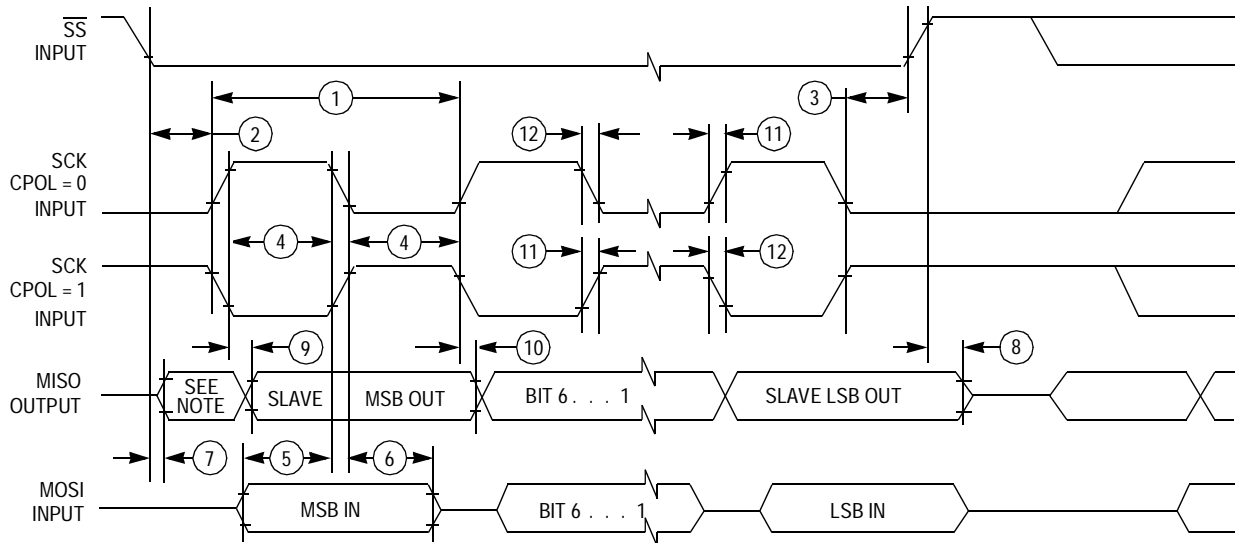 SS
INPUT
1
3
2
12
11
SCK
CPOL = 0
INPUT
4
4
11
12
SCK
CPOL = 1
INPUT
9
10
8
MISO
OUTPUT
SEE
NOTE
SLAVE
MSB OUT
BIT 6 . . . 1
SLAVE LSB OUT
7
5
6
MOSI
INPUT
MSB IN
BIT 6 . . . 1
LSB IN